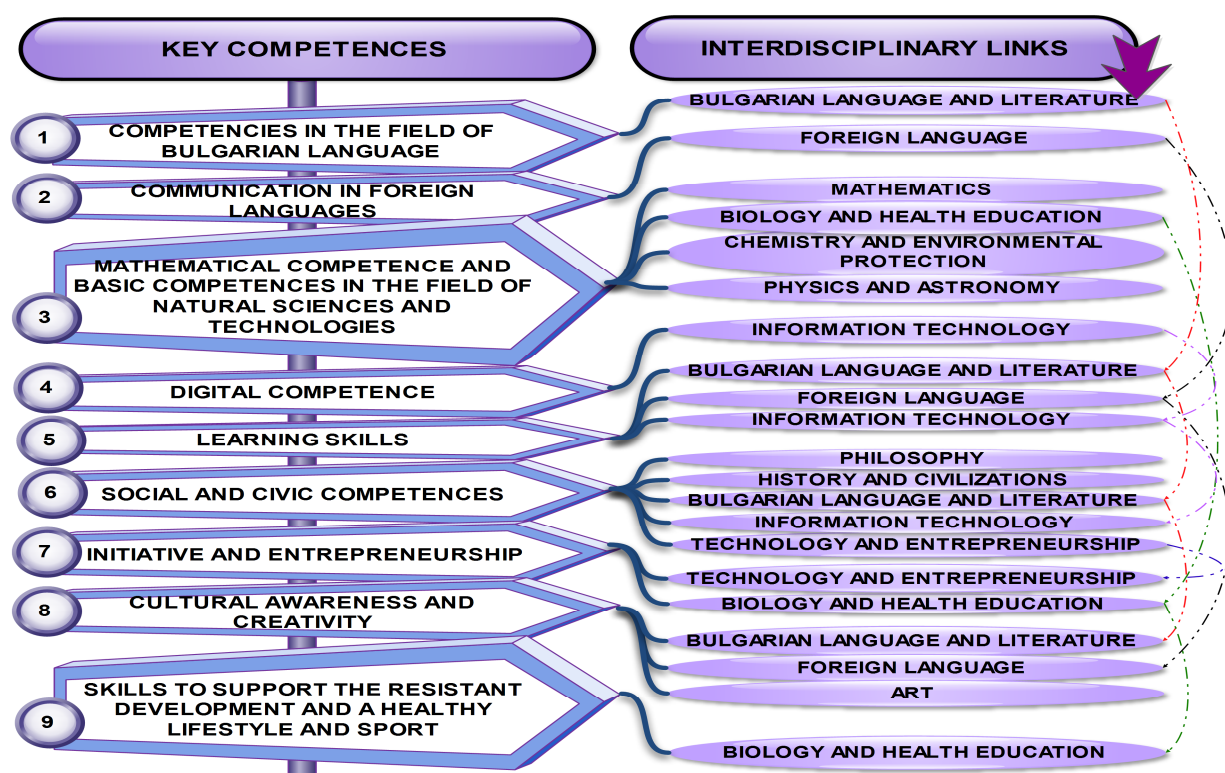 KEY COMPETENCES
1
COMPETENCIES IN THE FIELD OF
BULGARIAN LANGUAGE
2
COMMUNICATION IN FOREIGN
LANGUAGES
3
MATHEMATICAL COMPETENCE AND
BASIC COMPETENCES IN THE FIELD OF
NATURAL SCIENCES AND
TECHNOLOGIES
4
DIGITAL COMPETENCE
5
LEARNING SKILLS
6
SOCIAL AND CIVIC COMPETENCES
7
INITIATIVE AND ENTREPRENEURSHIP
8
CULTURAL AWARENESS AND
CREATIVITY
9
SKILLS TO SUPPORT THE RESISTANT
DEVELOPMENT AND A HEALTHY
LIFESTYLE AND SPORT
INTERDISCIPLINARY LINKS
BULGARIAN LANGUAGE AND LITERATURE
FOREIGN LANGUAGE
MATHEMATICS
BIOLOGY AND HEALTH EDUCATION
CHEMISTRY AND ENVIRONMENTAL
PROTECTION
PHYSICS AND ASTRONOMY
INFORMATION TECHNOLOGY
BULGARIAN LANGUAGE AND LITERATURE
FOREIGN LANGUAGE
INFORMATION TECHNOLOGY
PHILOSOPHY
HISTORY AND CIVILIZATIONS
BULGARIAN LANGUAGE AND LITERATURE
INFORMATION TECHNOLOGY
TECHNOLOGY AND ENTREPRENEURSHIP
TECHNOLOGY AND ENTREPRENEURSHIP
BIOLOGY AND HEALTH EDUCATION
BULGARIAN LANGUAGE AND LITERATURE
FOREIGN LANGUAGE
ART
BIOLOGY AND HEALTH EDUCATION